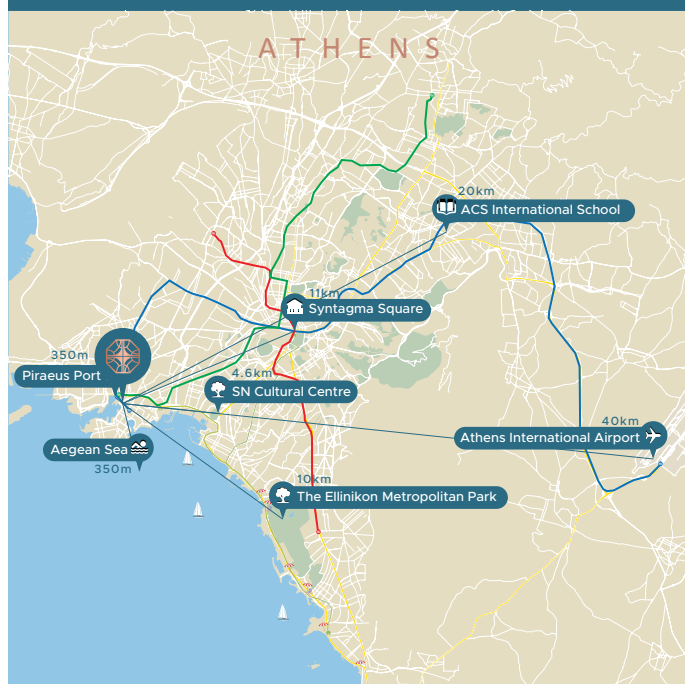 ATHENS
20km
ACS International School
11km
Syntagma Square
350m
Piraeus Port
4.6km
SN Cultural Centre
40km
Athens International Airport
Aegean Sea
350m
10km
The Ellinikon Metropolitan Park